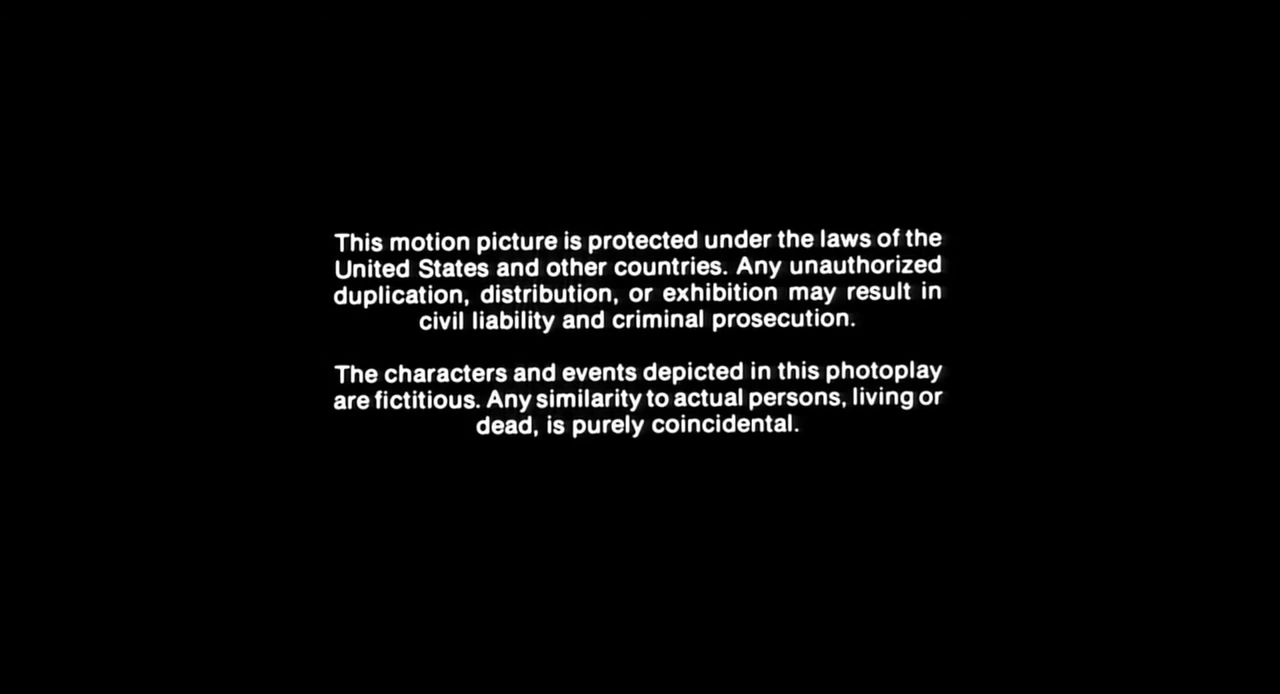 This motion picture is protected under the laws of the
United States and other countries. Any unauthorized
duplication, distribution, or exhibition may result in
civil liability and criminal prosecution.
The characters and events depicted in this photoplay
are fictitious. Any similarity to actual persons, living or
dead, is purely coincidental.